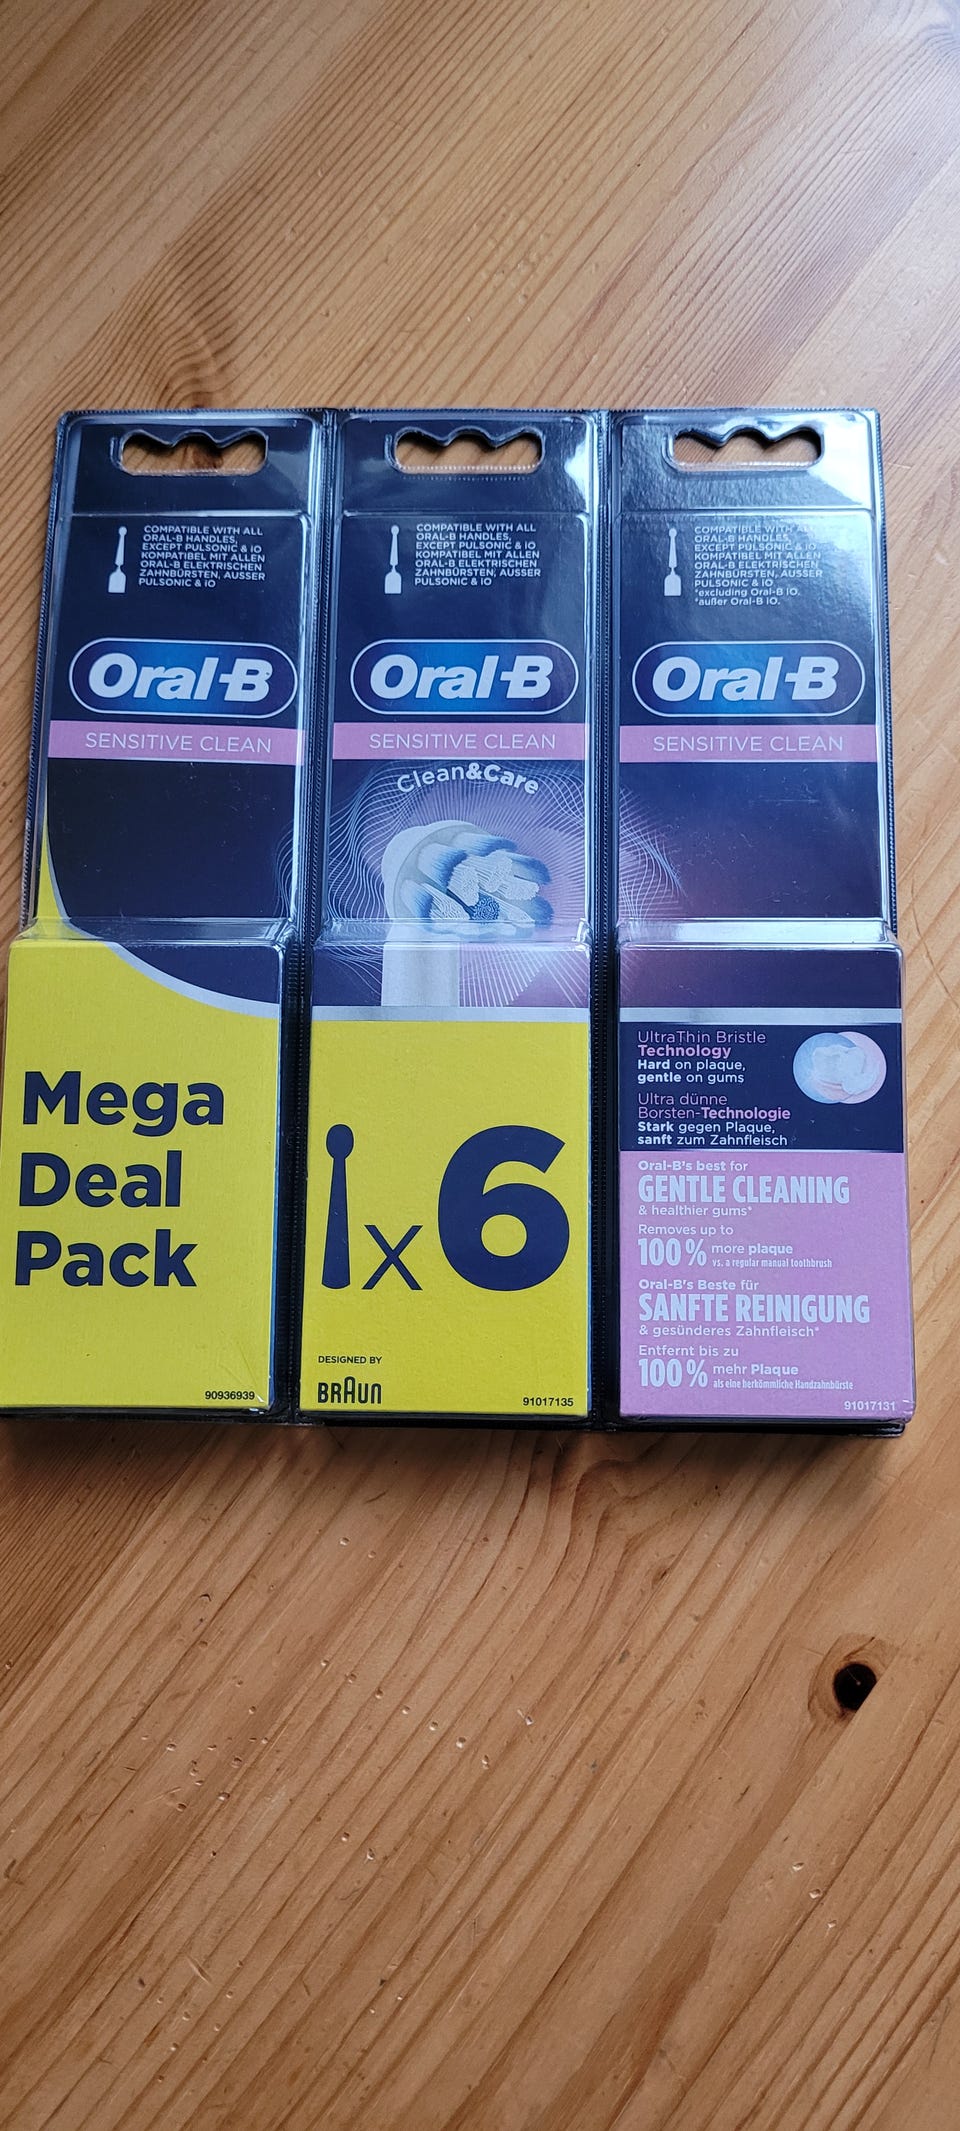 COMPATIBLE WITH ALL
ORAL-B HANDLES,
EXCEPT PULSONIC & iO
KOMPATIBEL MIT ALLEN
ORAL-B ELEKTRISCHEN
ZAHNBÜRSTEN, AUSSER
PULSONIC & iO
Oral-B
SENSITIVE CLEAN
Mega
Deal
Pack
90936939
COMPATIBLE WITH ALL
ORAL-B HANDLES,
EXCEPT PULSONIC & iO
KOMPATIBEL MIT ALLEN
ORAL-B ELEKTRISCHEN
ZAHNBÜRSTEN, AUSSER
PULSONIC & iO
Oral-B
SENSITIVE CLEAN
Clean&Care
x6
DESIGNED BY
BRAUN
91017135
COMPATIBLE WITH ALL
ORAL-B HANDLES,
EXCEPT PULSONIC & iO
KOMPATIBEL MIT ALLEN
ORAL-B ELEKTRISCHEN
ZAHNBÜRSTEN, AUSSER
PULSONIC & iO
*excluding Oral-B iO.
*außer Oral-B iO.
Oral-B
SENSITIVE CLEAN
UltraThin Bristle
Technology
Hard on plaque,
gentle on gums
Ultra dünne
Borsten-Technologie
Stark gegen Plaque,
sanft zum Zahnfleisch
Oral-B's best for
GENTLE CLEANING
& healthier gums*
Removes up to
100% more plaque
vs. a regular manual toothbrush
Oral-B's Beste für
SANFTE REINIGUNG
& gesünderes Zahnfleisch*
Entfernt bis zu
100% mehr Plaque
als eine herkömmliche Handzahnbürste
91017131